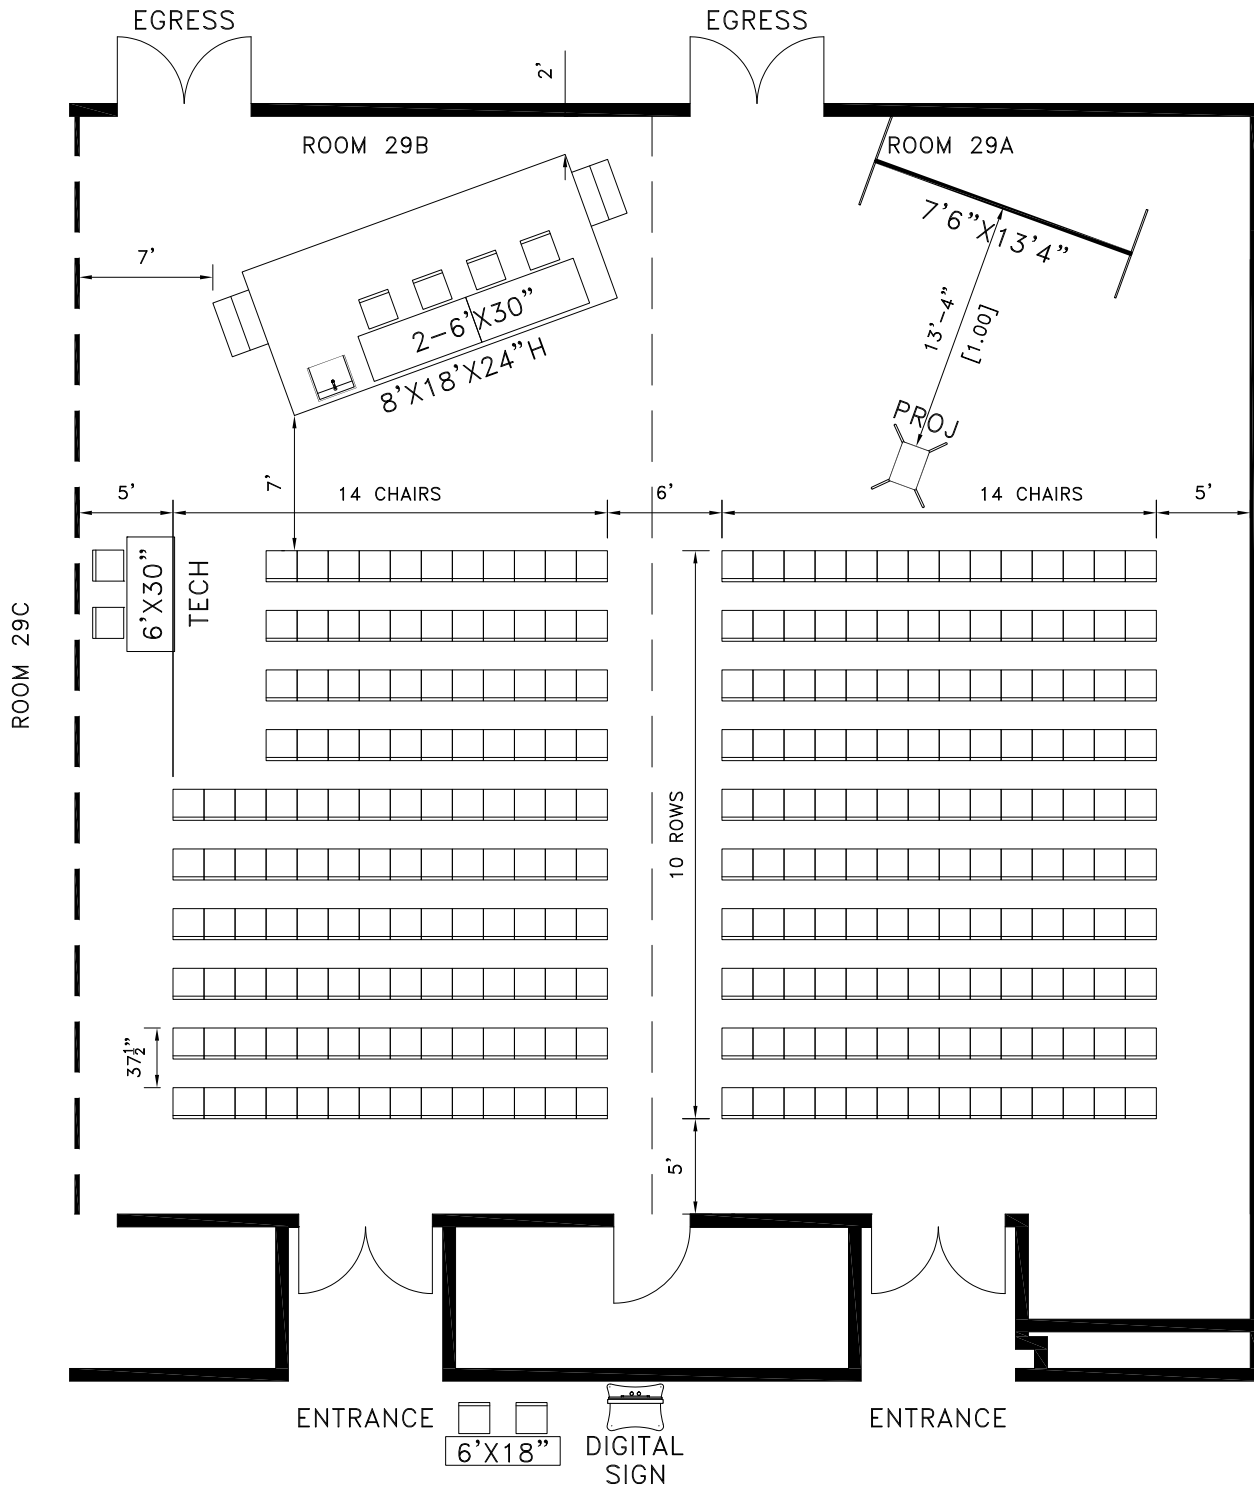 EGRESS
EGRESS
2'
ROOM 29B
ROOM 29A
7'6"X13'4"
7'
2-6'X30"
8'X18'X24"H
13'-4"
[1.00]
PROJ
7'
5'
14 CHAIRS
6'
14 CHAIRS
5'
6'X30"
TECH
ROOM 29C
10 ROWS
37½"
5'
ENTRANCE
ENTRANCE
6'X18"
DIGITAL
SIGN